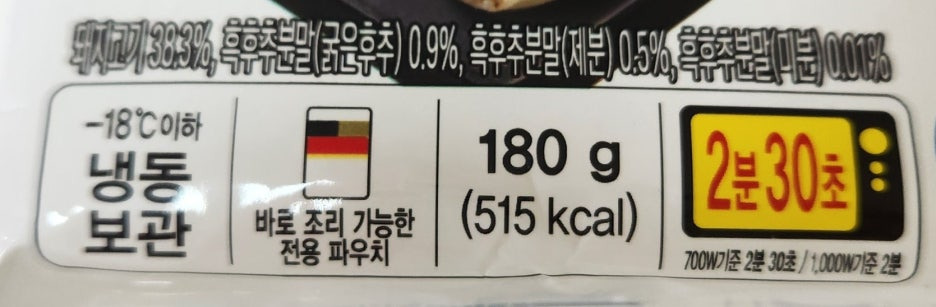 돼지고기 38.3%, 흑후추분말(굵은후추) 0.9%, 흑후추분말(제분) 0.5%, 흑후추분말(미분) 0.01%
-18℃이하
냉동
보관
바로 조리 가능한
전용 파우치
180 g
(515 kcal)
2분30초
700W기준 2분 30초 / 1,000W기준 2분